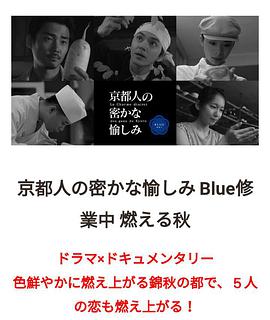 京都人の
密かな
愉しみ
京都人の密かな愉しみ Blue修
業中 燃える秋
ドラマ×ドキュメンタリー
色鮮やかに燃え上がる錦秋の都で、５人
の恋も燃え上がる！